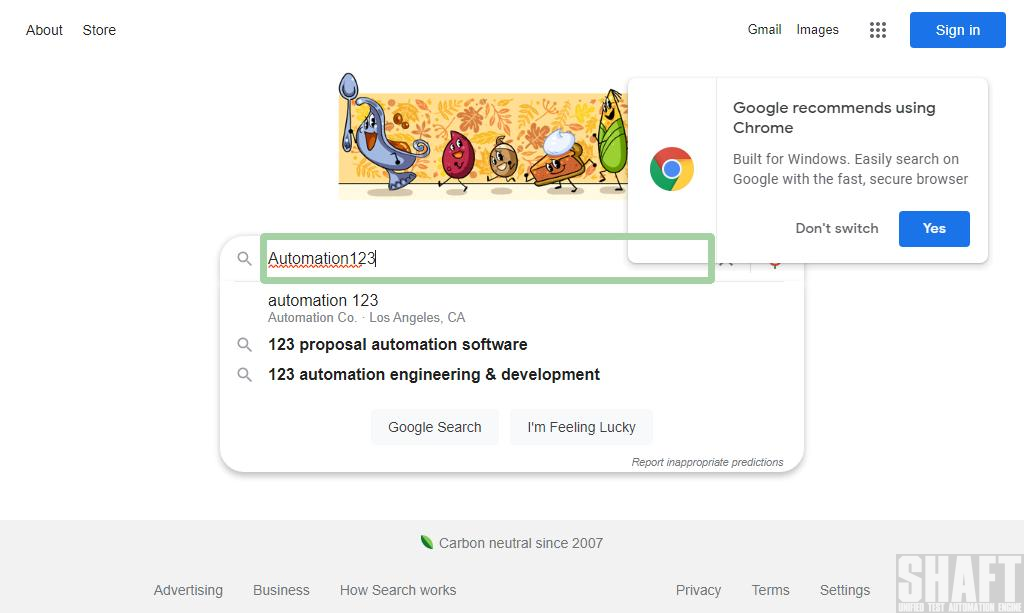 About Store
Gmail Images
Sign in
Google recommends using
Chrome
Built for Windows. Easily search on
Google with the fast, secure browser
Don't switch
Yes
Automation123
automation 123
Automation Co. · Los Angeles, CA
123 proposal automation software
123 automation engineering & development
Google Search
I'm Feeling Lucky
Report inappropriate predictions
Carbon neutral since 2007
Advertising Business How Search works
Privacy Terms Settings
SHAFT
UNIFIED TEST AUTOMATION ENGINE